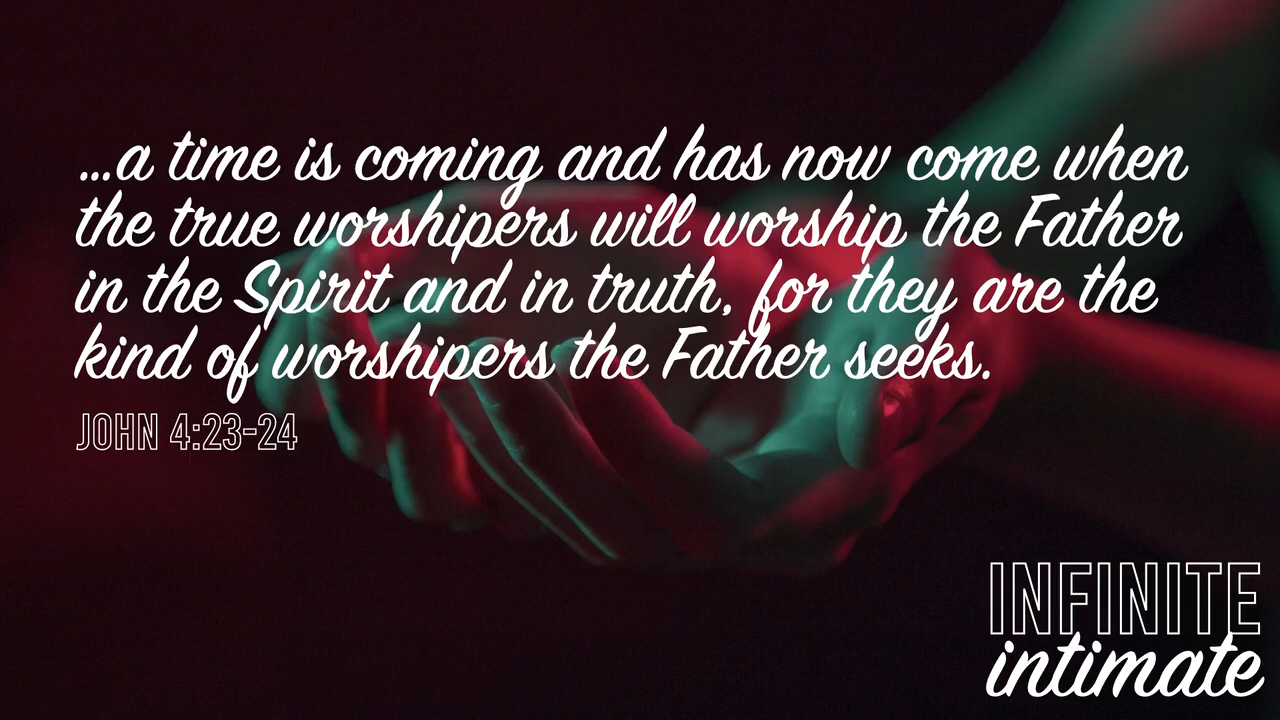 ...a time is coming and has now come when
the true worshipers will worship the Father
in the Spirit and in truth, for they are the
kind of worshipers the Father seeks.
JOHN 4:23-24
INFINITE
intimate